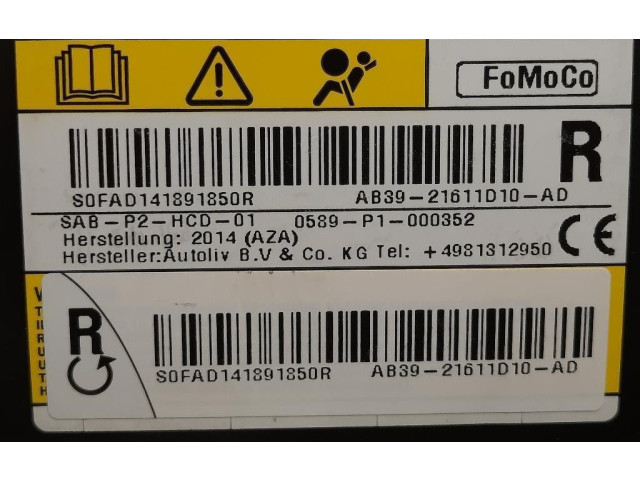 FoMoCo
R
S0FAD141891850R AB39-21611D10-AD
SAB-P2-HCD-01 0589-P1-000352
Herstellung: 2014 (AZA)
Hersteller: Autoliv B.V & Co. KG Tel: +4981312950
CE
R
S0FAD141891850R AB39-21611D10-AD